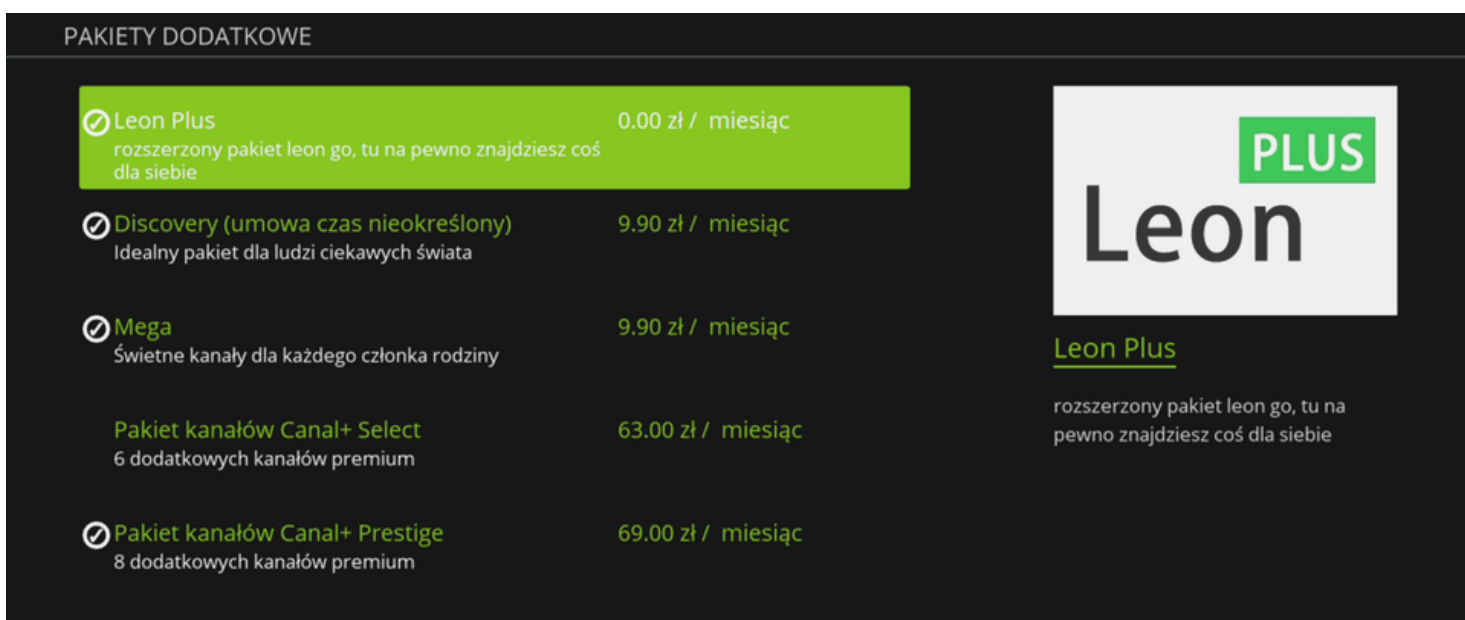 PAKIETY DODATKOWE
Leon Plus 0.00 zł / miesiąc
rozszerzony pakiet leon go, tu na pewno znajdziesz coś
dla siebie
Discovery (umowa czas nieokreślony) 9.90 zł / miesiąc
Idealny pakiet dla ludzi ciekawych świata
Mega 9.90 zł / miesiąc
Świetne kanały dla każdego członka rodziny
Pakiet kanałów Canal+ Select 63.00 zł / miesiąc
6 dodatkowych kanałów premium
Pakiet kanałów Canal+ Prestige 69.00 zł / miesiąc
8 dodatkowych kanałów premium
PLUS
Leon
Leon Plus
rozszerzony pakiet leon go, tu na
pewno znajdziesz coś dla siebie